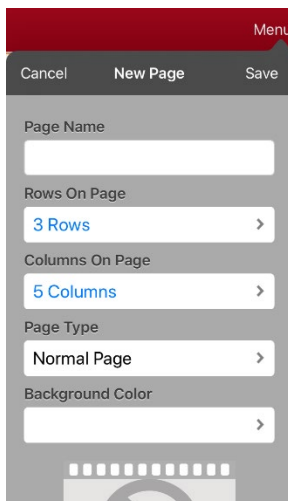 Menu
Cancel New Page Save
Page Name
Rows On Page
3 Rows
Columns On Page
5 Columns
Page Type
Normal Page
Background Color